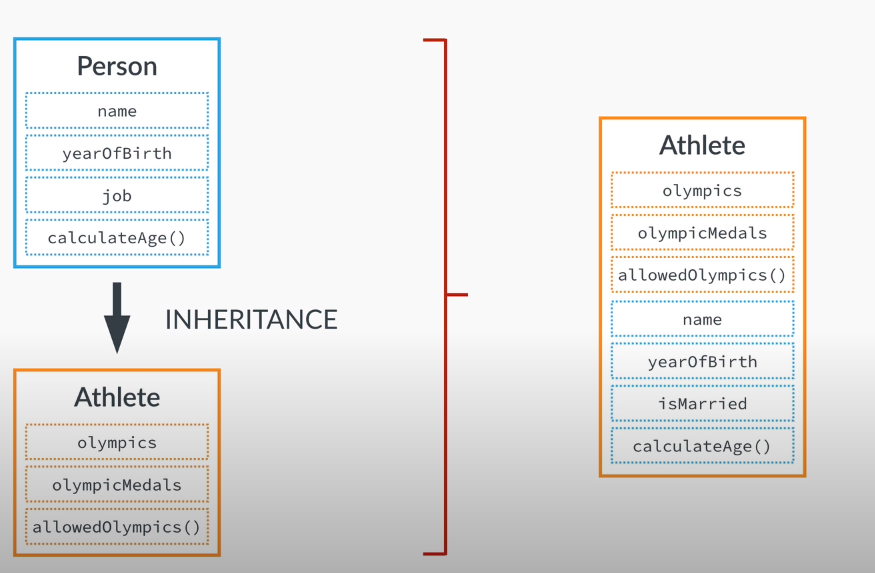 Person
name
yearOfBirth
job
calculateAge()
INHERITANCE
Athlete
olympics
olympicMedals
allowedOlympics()
Athlete
olympics
olympicMedals
allowedOlympics()
name
yearOfBirth
isMarried
calculateAge()